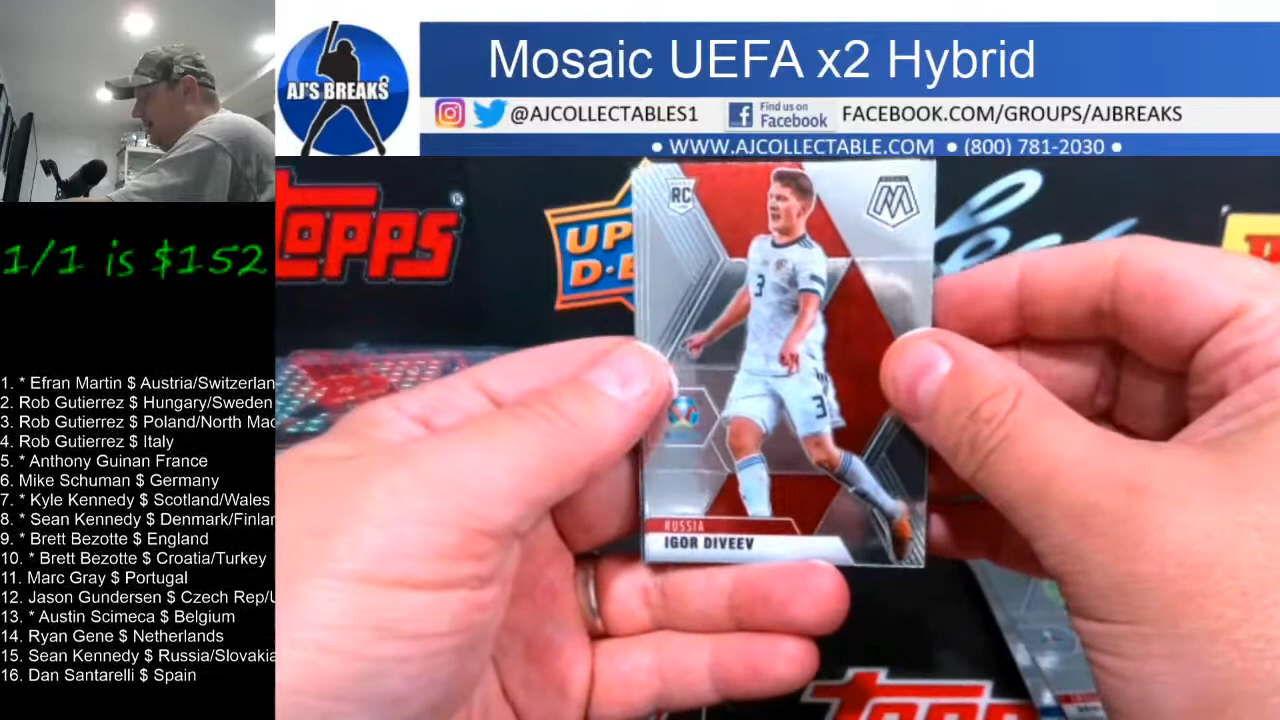 Mosaic UEFA x2 Hybrid
AJ'S BREAKS
@AJCOLLECTABLES1
Find us on
Facebook
FACEBOOK.COM/GROUPS/AJBREAKS
• WWW.AJCOLLECTABLE.COM • (800) 781-2030 •
1/1 is $152
TOPPS
®
UP
D·E
RC
M
3
3
RUSSIA
IGOR DIVEEV
1. * Efran Martin $ Austria/Switzerlan
2. Rob Gutierrez $ Hungary/Sweden
3. Rob Gutierrez $ Poland/North Mac
4. Rob Gutierrez $ Italy
5. * Anthony Guinan France
6. Mike Schuman $ Germany
7. * Kyle Kennedy $ Scotland/Wales
8. * Sean Kennedy $ Denmark/Finlan
9. * Brett Bezotte $ England
10. * Brett Bezotte $ Croatia/Turkey
11. Marc Gray $ Portugal
12. Jason Gundersen $ Czech Rep/U
13. * Austin Scimeca $ Belgium
14. Ryan Gene $ Netherlands
15. Sean Kennedy $ Russia/Slovakia
16. Dan Santarelli $ Spain
Topps